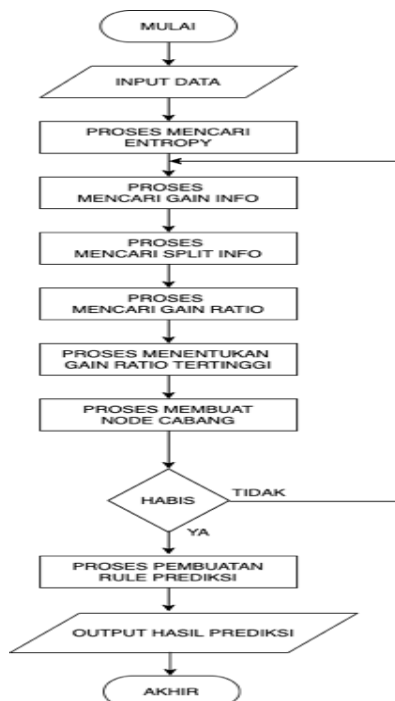 MULAI
INPUT DATA
PROSES MENCARI
ENTROPY
PROSES
MENCARI GAIN INFO
PROSES
MENCARI SPLIT INFO
PROSES
MENCARI GAIN RATIO
PROSES MENENTUKAN
GAIN RATIO TERTINGGI
PROSES MEMBUAT
NODE CABANG
HABIS
TIDAK
YA
PROSES PEMBUATAN
RULE PREDIKSI
OUTPUT HASIL PREDIKSI
AKHIR